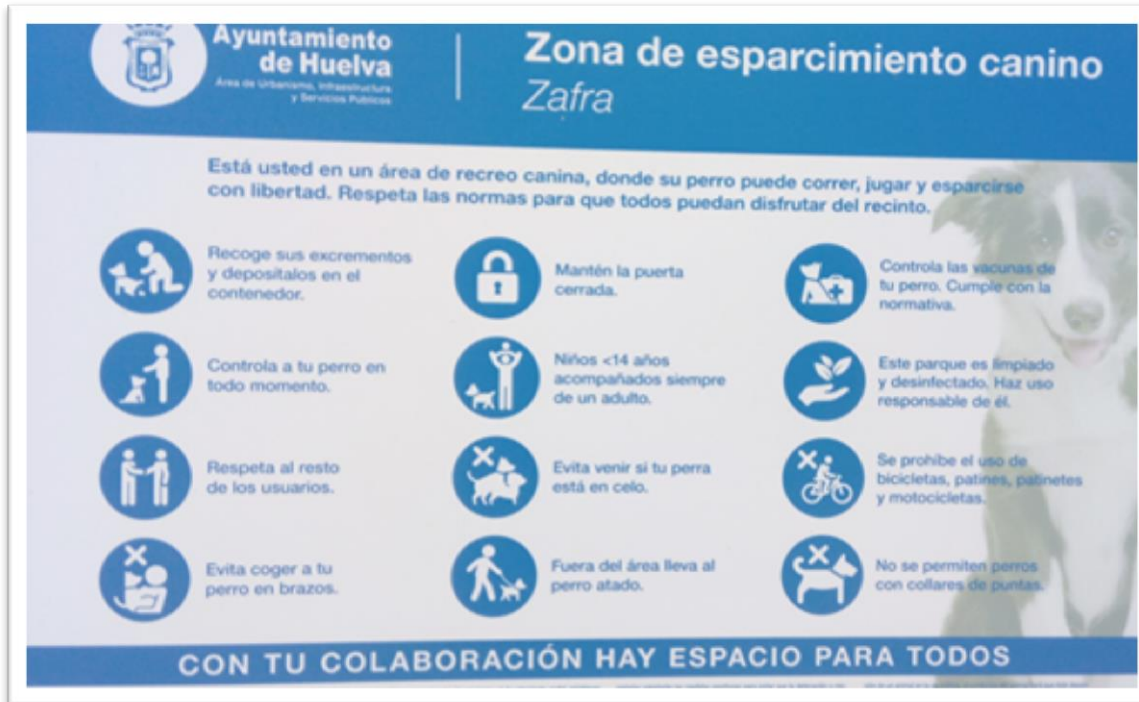 Ayuntamiento
de Huelva
Área de Urbanismo, Infraestructura
y Servicios Públicos
Zona de esparcimiento canino
Zafra
Está usted en un área de recreo canina, donde su perro puede correr, jugar y esparcirse
con libertad. Respeta las normas para que todos puedan disfrutar del recinto.
Recoge sus excrementos
y deposítalos en el
contenedor.
Mantén la puerta
cerrada.
Controla las vacunas de
tu perro. Cumple con la
normativa.
Controla a tu perro en
todo momento.
Niños <14 años
acompañados siempre
de un adulto.
Este parque es limpiado
y desinfectado. Haz uso
responsable de él.
Respeta al resto
de los usuarios.
Evita venir si tu perra
está en celo.
Se prohibe el uso de
bicicletas, patines, patinetes
y motocicletas.
Evita coger a tu
perro en brazos.
Fuera del área lleva al
perro atado.
No se permiten perros
con collares de puntas.
CON TU COLABORACIÓN HAY ESPACIO PARA TODOS